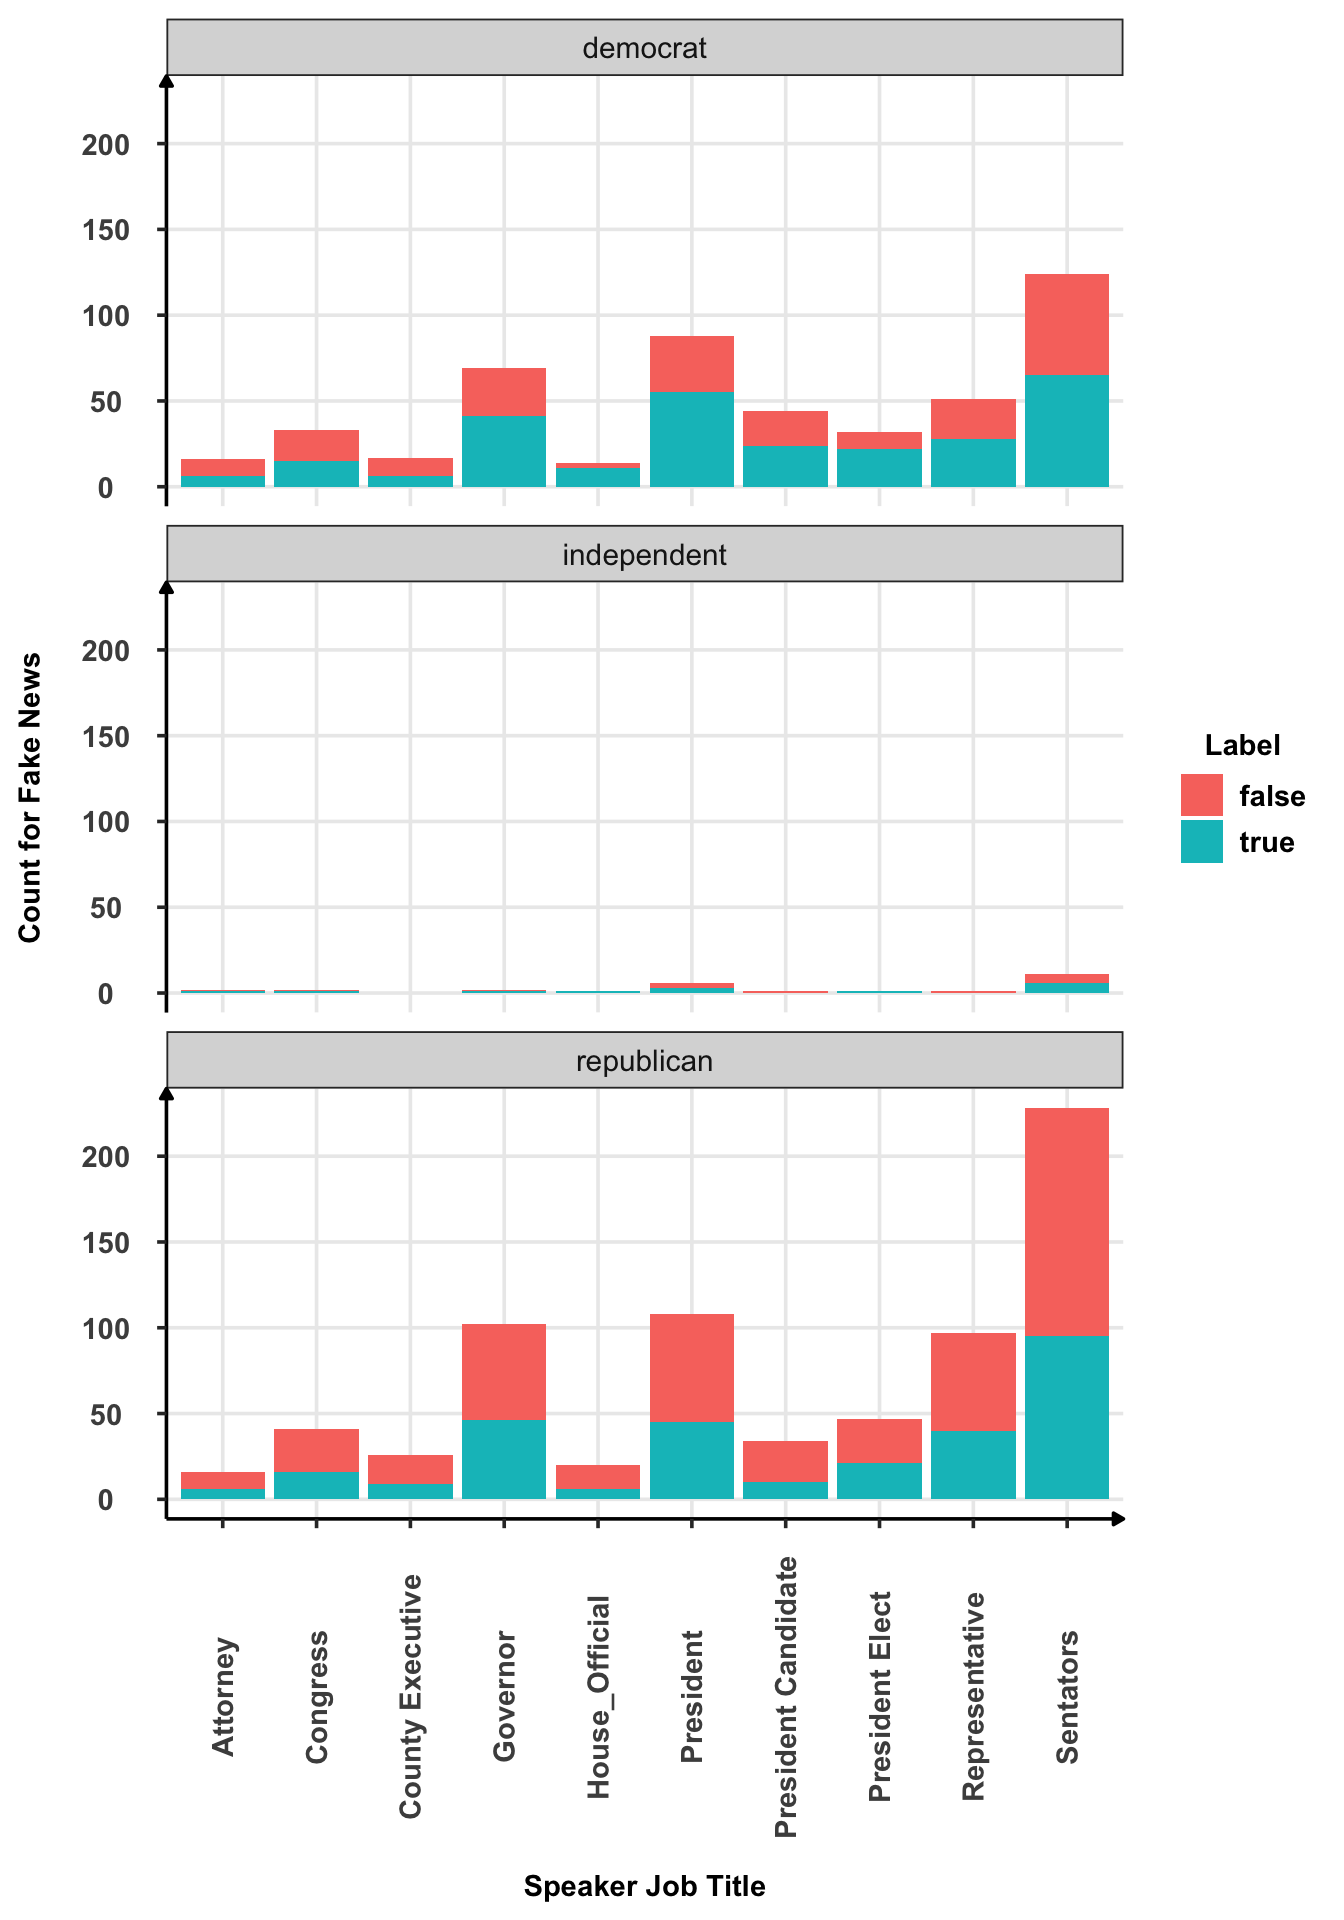 democrat
200
150
100
50
0
independent
200
150
100
50
0
republican
200
150
100
50
0
Count for Fake News
Label
false
true
Attorney
Congress
County Executive
Governor
House_Official
President
President Candidate
President Elect
Representative
Sentators
Speaker Job Title